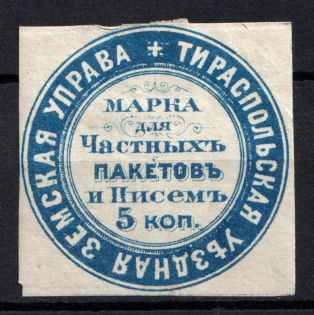 ТИРАСПОЛЬСКАЯ УѢЗДНАЯ ЗЕМСКАЯ УПРАВА
МАРКА
для
Частныхъ
ПАКЕТОВЪ
и Писемъ
5 коп.